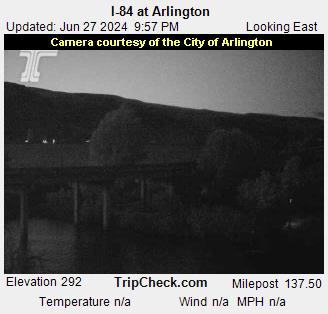 I-84 at Arlington
Updated: Jun 27 2024 9:57 PM Looking East
Camera courtesy of the City of Arlington
Elevation 292 TripCheck.com Milepost 137.50
Temperature n/a Wind n/a MPH n/a